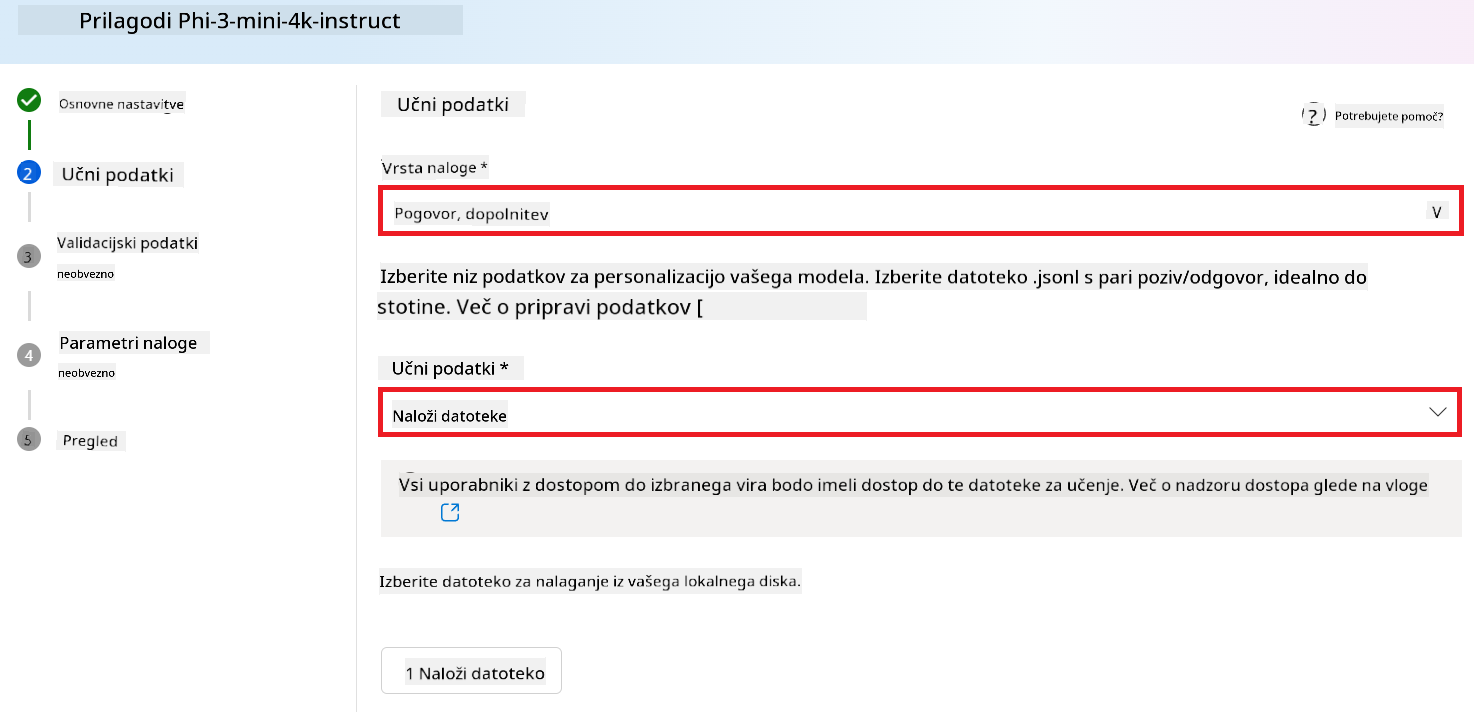 Prilagodi Phi-3-mini-4k-instruct
Osnovne nastavitve
2
Učni podatki
3
Validacijski podatki
neobvezno
4
Parametri naloge
neobvezno
5
Pregled
Učni podatki
? Potrebujete pomoč?
Vrsta naloge *
Pogovor, dopolnitev V
Izberite niz podatkov za personalizacijo vašega modela. Izberite datoteko .jsonl s pari poziv/odgovor, idealno do
stotine. Več o pripravi podatkov [
Učni podatki *
Naloži datoteke
Vsi uporabniki z dostopom do izbranega vira bodo imeli dostop do te datoteke za učenje. Več o nadzoru dostopa glede na vloge
Izberite datoteko za nalaganje iz vašega lokalnega diska.
1 Naloži datoteko